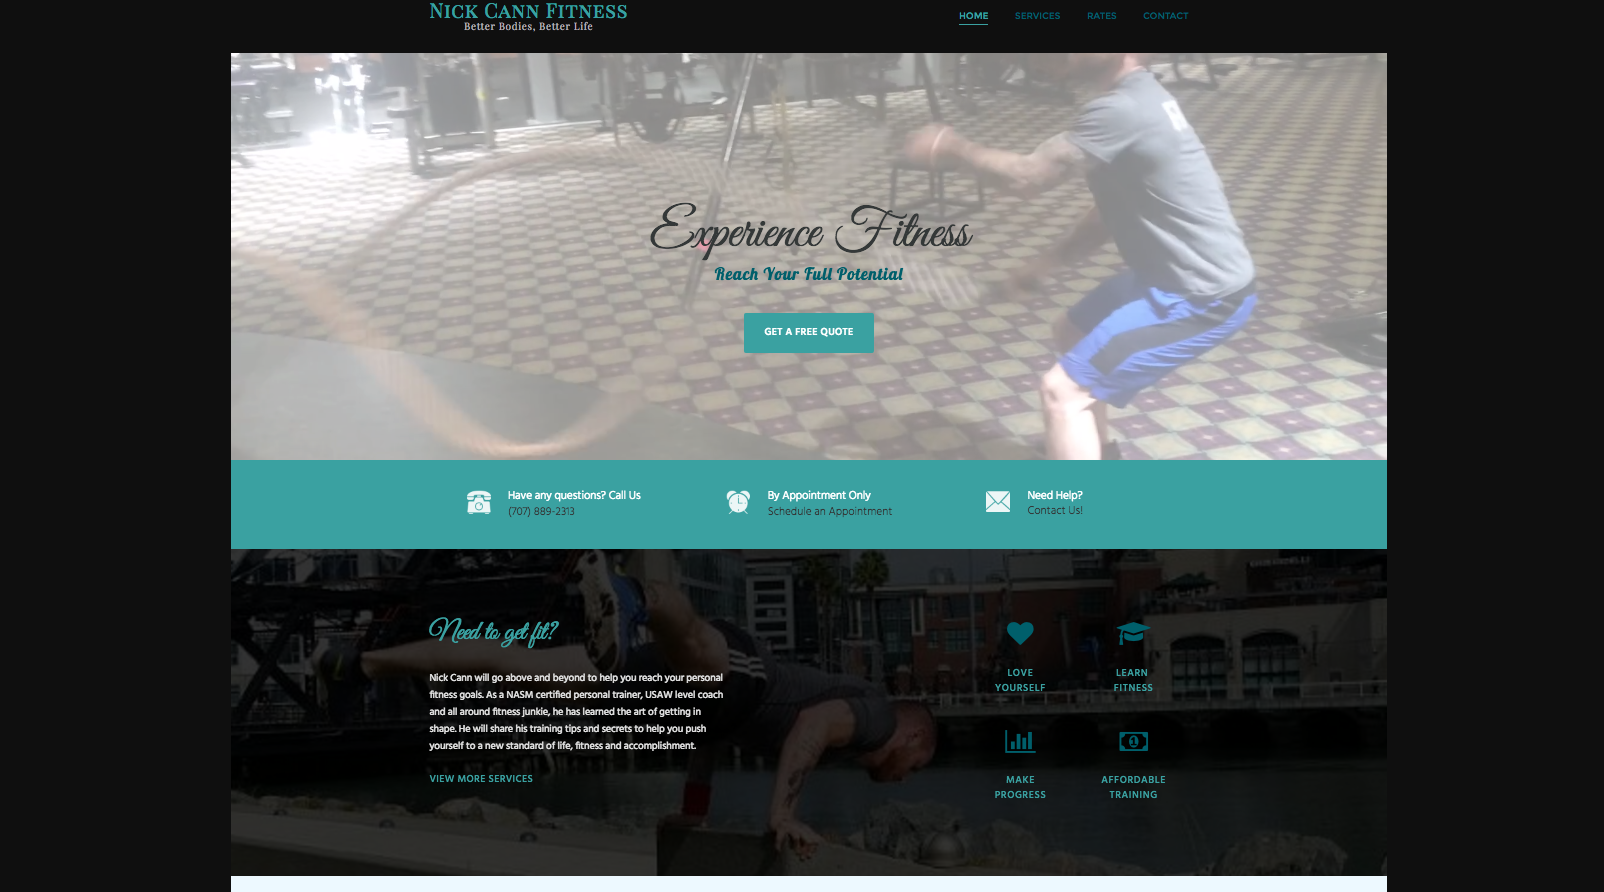 Nick Cann Fitness
Better Bodies, Better Life
HOME SERVICES RATES CONTACT
Experience Fitness
Reach Your Full Potential
GET A FREE QUOTE
Have any questions? Call Us
(707) 889-2313
By Appointment Only
Schedule an Appointment
Need Help?
Contact Us!
Need to get fit?
Nick Cann will go above and beyond to help you reach your personal
fitness goals. As a NASM certified personal trainer, USAW level coach
and all around fitness junkie, he has learned the art of getting in
shape. He will share his training tips and secrets to help you push
yourself to a new standard of life, fitness and accomplishment.
VIEW MORE SERVICES
LOVE
YOURSELF
LEARN
FITNESS
MAKE
PROGRESS
AFFORDABLE
TRAINING